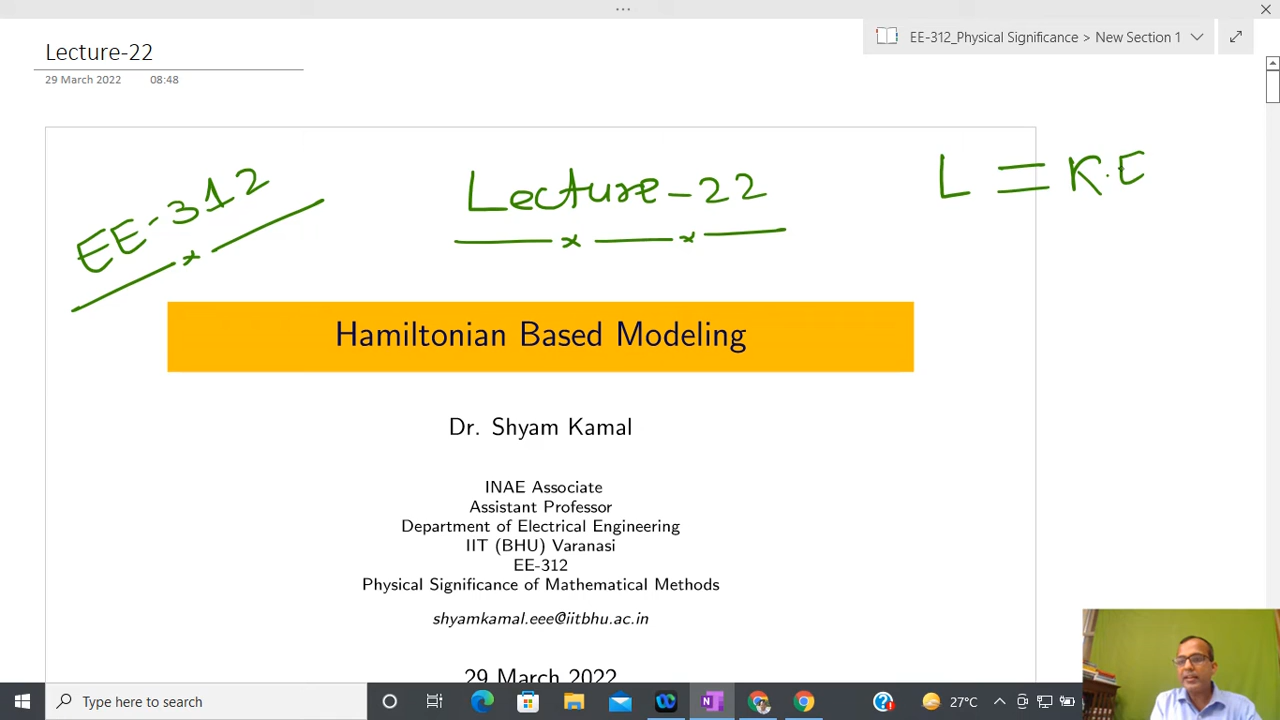 Lecture-22
EE-312_Physical Significance > New Section 1
29 March 2022 08:48
EE-312
Lecture-22
L = K.E
Hamiltonian Based Modeling
Dr. Shyam Kamal
INAE Associate
Assistant Professor
Department of Electrical Engineering
IIT (BHU) Varanasi
EE-312
Physical Significance of Mathematical Methods
shyamkamal.eee@iitbhu.ac.in
29 March 2022
Type here to search
27°C